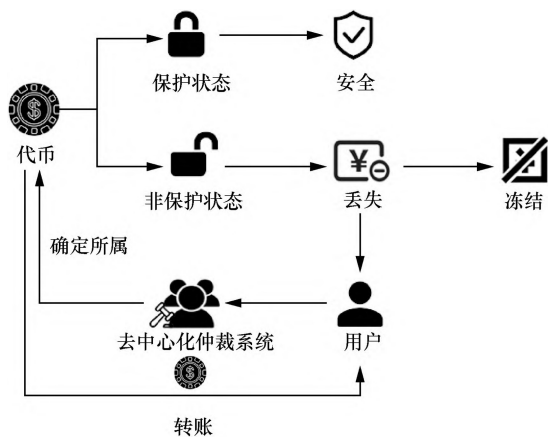 保护状态
安全
代币
非保护状态
丢失
冻结
确定所属
去中心化仲裁系统
用户
转账